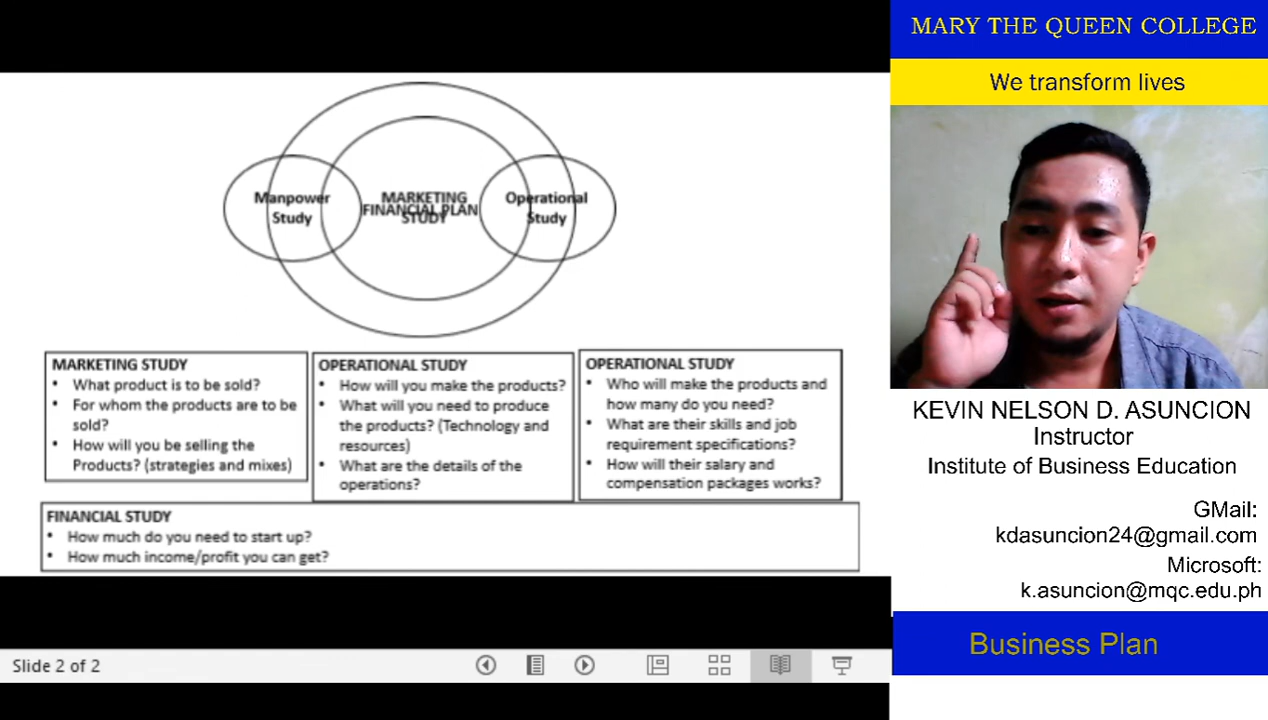 MARY THE QUEEN COLLEGE
We transform lives
Manpower
Study
MARKETING
FINANCIAL PLAN
STUDY
Operational
Study
MARKETING STUDY
• What product is to be sold?
• For whom the products are to be
sold?
• How will you be selling the
Products? (strategies and mixes)
OPERATIONAL STUDY
• How will you make the products?
• What will you need to produce
the products? (Technology and
resources)
• What are the details of the
operations?
OPERATIONAL STUDY
• Who will make the products and
how many do you need?
• What are their skills and job
requirement specifications?
• How will their salary and
compensation packages works?
FINANCIAL STUDY
• How much do you need to start up?
• How much income/profit you can get?
KEVIN NELSON D. ASUNCION
Instructor
Institute of Business Education
GMail:
kdasuncion24@gmail.com
Microsoft:
k.asuncion@mqc.edu.ph
Business Plan
Slide 2 of 2